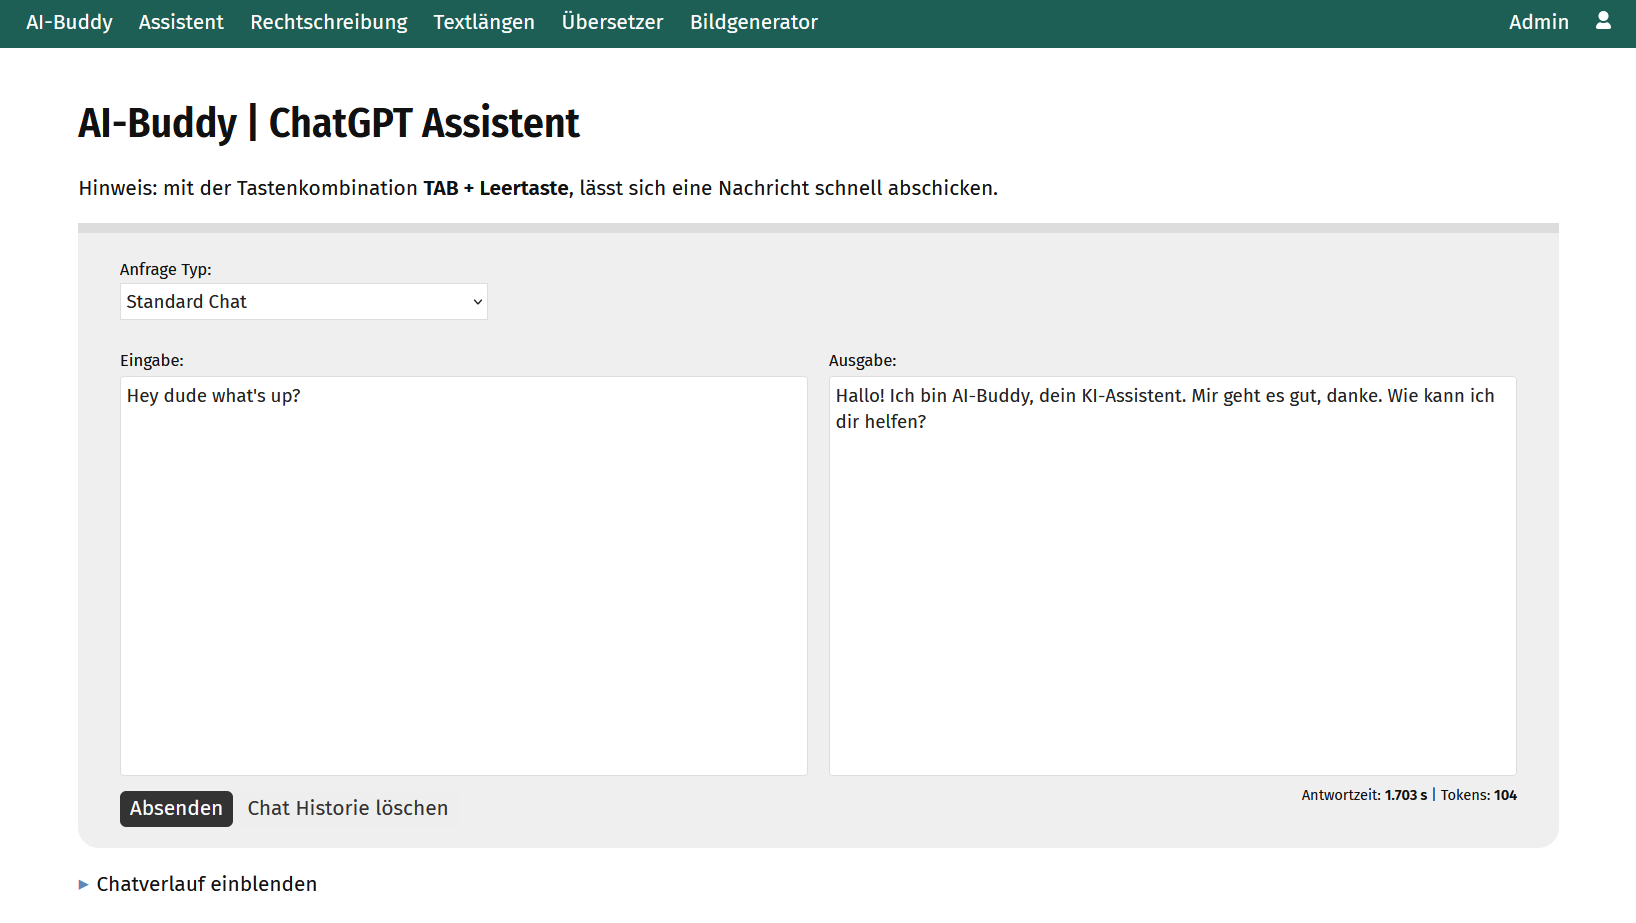 AI-Buddy Assistent Rechtschreibung Textlängen Übersetzer Bildgenerator Admin
AI-Buddy | ChatGPT Assistent
Hinweis: mit der Tastenkombination TAB + Leertaste, lässt sich eine Nachricht schnell abschicken.
Anfrage Typ:
Standard Chat
Eingabe:
Hey dude what's up?
Ausgabe:
Hallo! Ich bin AI-Buddy, dein KI-Assistent. Mir geht es gut, danke. Wie kann ich
dir helfen?
Absenden Chat Historie löschen
Antwortzeit: 1.703 s | Tokens: 104
Chatverlauf einblenden